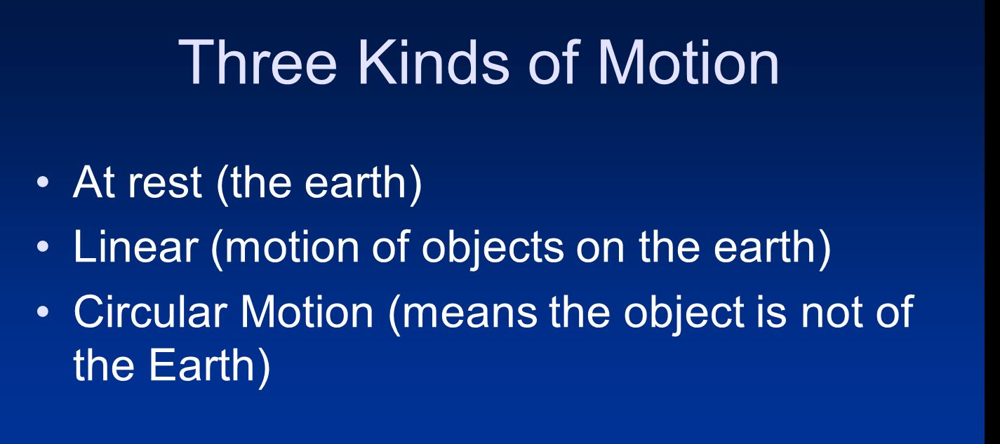 Three Kinds of Motion
• At rest (the earth)
• Linear (motion of objects on the earth)
• Circular Motion (means the object is not of
the Earth)